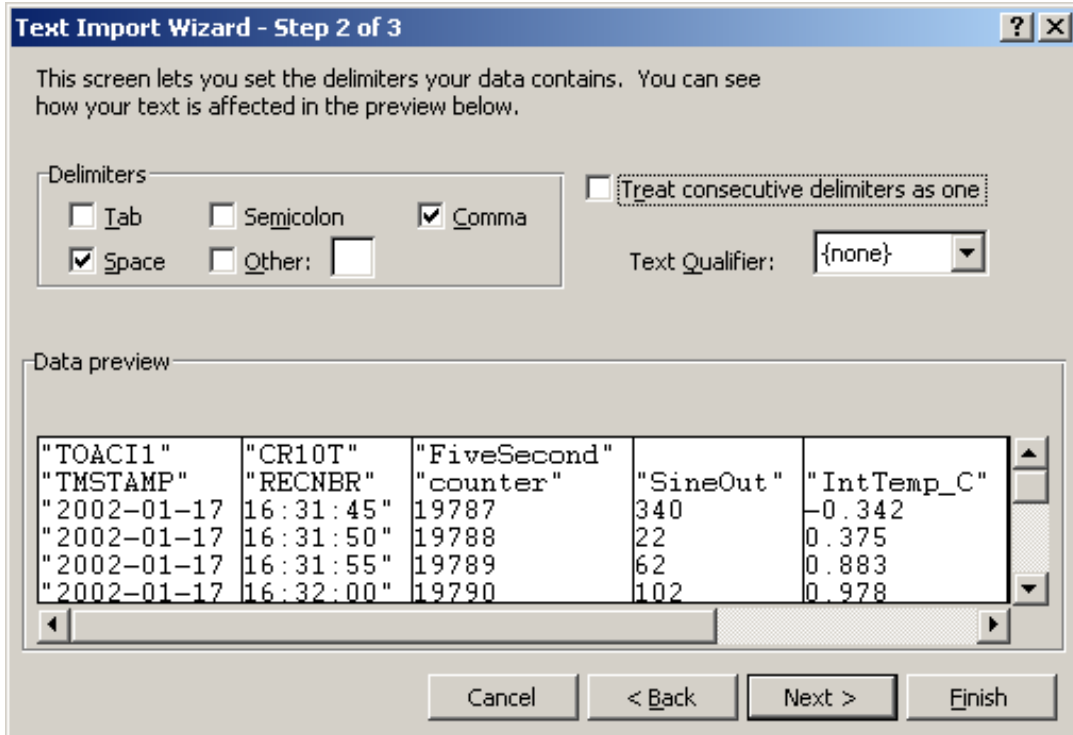 Text Import Wizard - Step 2 of 3
This screen lets you set the delimiters your data contains. You can see
how your text is affected in the preview below.
Delimiters
Tab Semicolon Comma
Space Other:
Treat consecutive delimiters as one
Text Qualifier: {none}
Data preview
"TOACI1" "CR10T" "FiveSecond"
"TMSTAMP" "RECNBR" "counter" "SineOut" "IntTemp_C"
"2002-01-17 16:31:45" 19787 340 -0.342
"2002-01-17 16:31:50" 19788 22 0.375
"2002-01-17 16:31:55" 19789 62 0.883
"2002-01-17 16:32:00" 19790 102 0.978
Cancel < Back Next > Finish